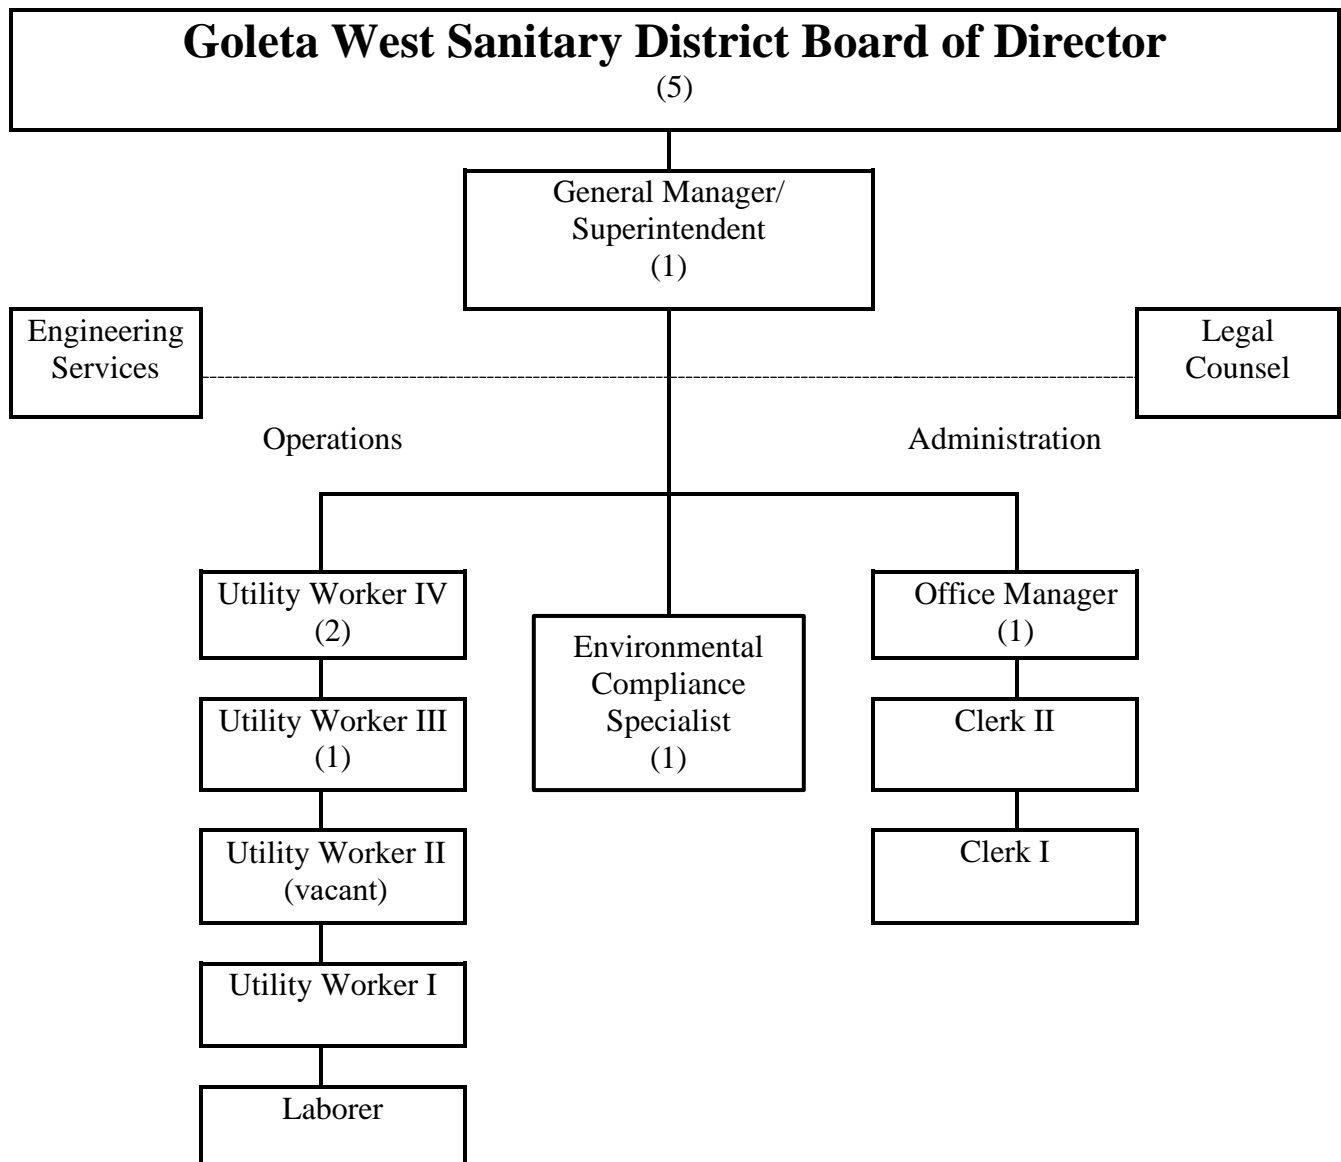 Goleta West Sanitary District Board of Director
(5)
General Manager/
Superintendent
(1)
Engineering
Services
Legal
Counsel
Operations
Administration
Utility Worker IV
(2)
Utility Worker III
(1)
Utility Worker II
(vacant)
Utility Worker I
Laborer
Environmental
Compliance
Specialist
(1)
Office Manager
(1)
Clerk II
Clerk I